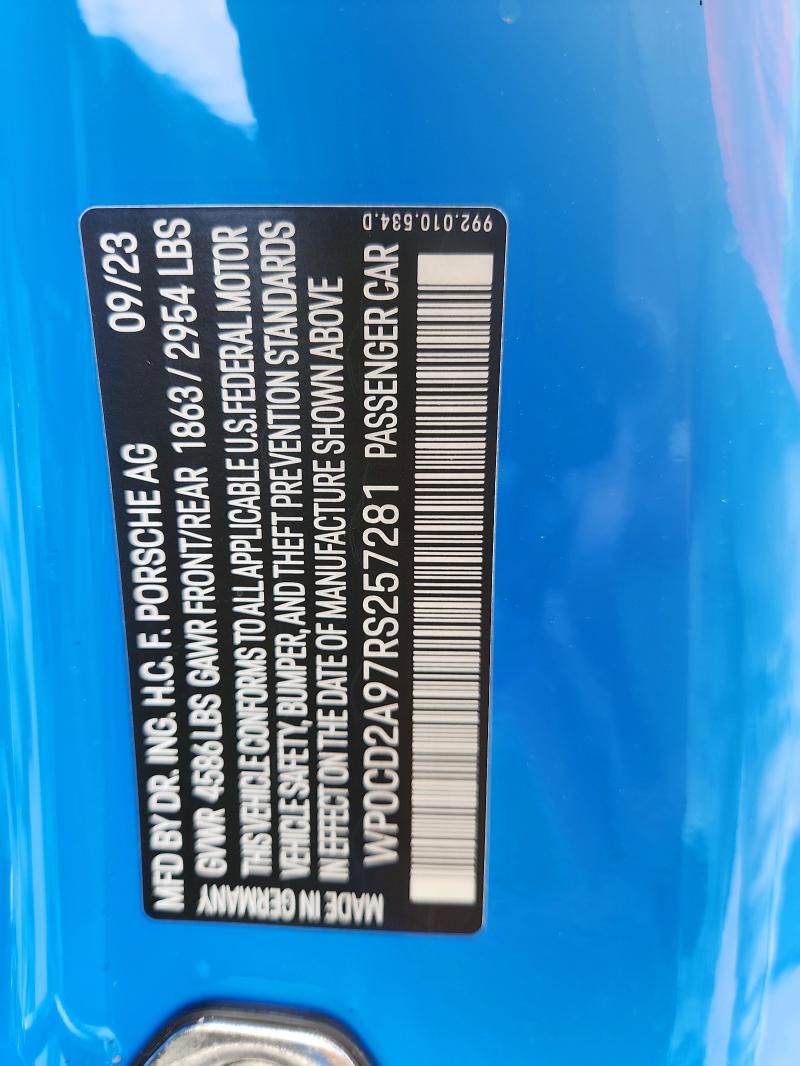 MFD BY DR. ING. H.C. F. PORSCHE AG 09/23
GVWR 4586 LBS GAWR FRONT/REAR 1863 / 2954 LBS
THIS VEHICLE CONFORMS TO ALL APPLICABLE U.S. FEDERAL MOTOR
VEHICLE SAFETY, BUMPER, AND THEFT PREVENTION STANDARDS
IN EFFECT ON THE DATE OF MANUFACTURE SHOWN ABOVE
WP0CD2A97RS257281 PASSENGER CAR
MADE IN GERMANY
992.010.534.D